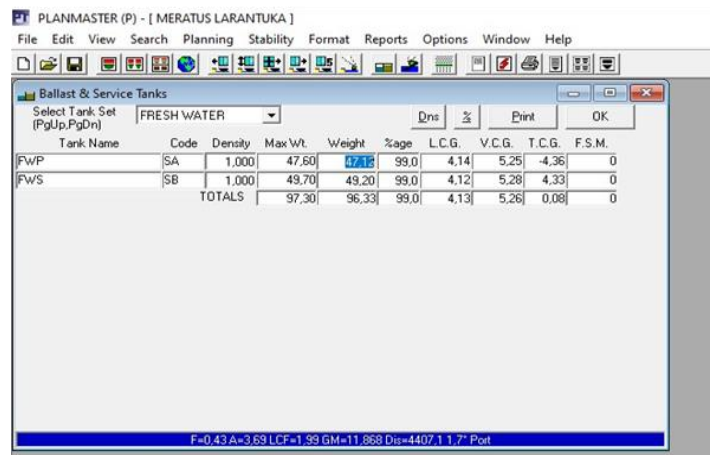 PLANMASTER (P) - [ MERATUS LARANTUKA ]
File Edit View Search Planning Stability Format Reports Options Window Help
Ballast & Service Tanks
Select Tank Set (PgUp,PgDn) FRESH WATER Dns % Print OK
Tank Name Code Density Max Wt. Weight %age L.C.G. V.C.G. T.C.G. F.S.M.
FWP SA 1,000 47,60 47,12 99,0 4,14 5,25 -4,36 0
FWS SB 1,000 49,70 49,20 99,0 4,12 5,28 4,33 0
TOTALS 97,30 96,33 99,0 4,13 5,26 0,08 0
F=0,43 A=3,69 LCF=1,99 GM=11,868 Dis=4407,1 1,7° Port